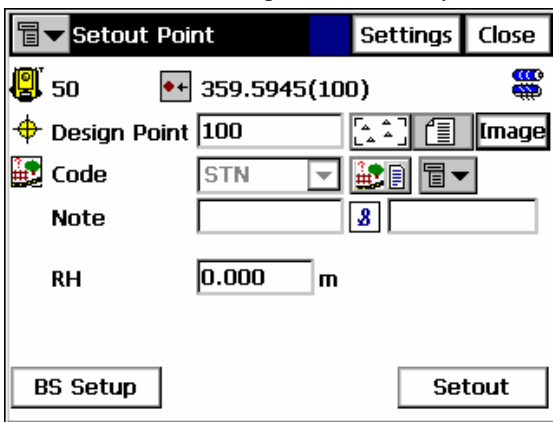 Setout Point Settings Close
50 359.5945(100)
Design Point 100 Image
Code STN
Note 8
RH 0.000 m
BS Setup Setout